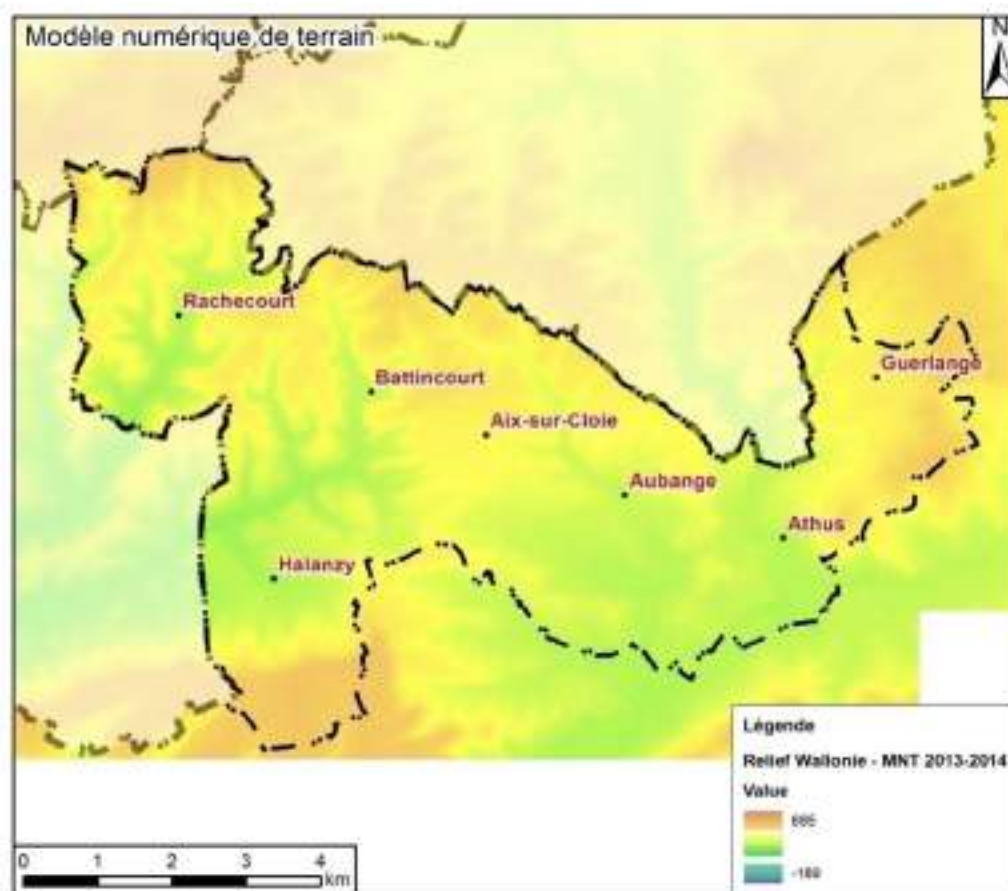 Modèle numérique de terrain
N
Rachecourt
Guerlange
Battincourt
Aix-sur-Cloie
Aubange
Athus
Halanzy
Légende
Relief Wallonie - MNT 2013-2014
Value
0 1 2 3 4
km